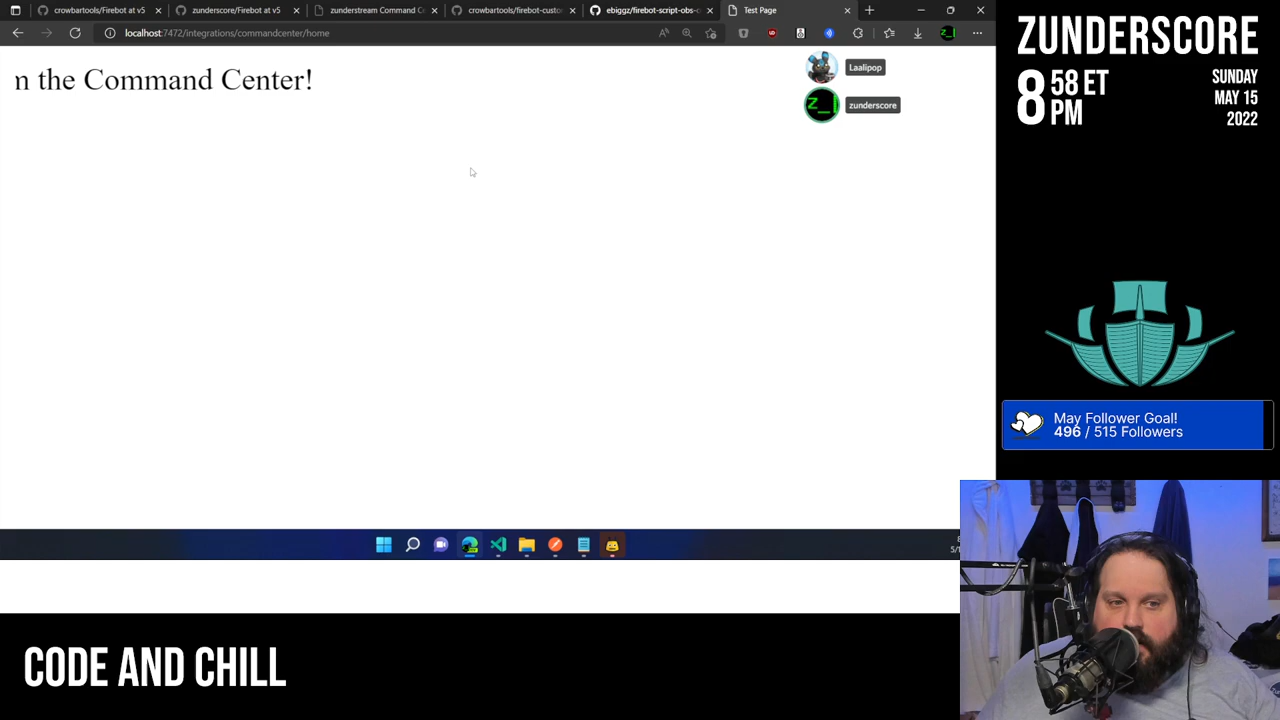 crowbartools/Firebot at v5
zunderscore/Firebot at v5
zunderstream Command Ce
crowbartools/firebot-custo
ebiggz/firebot-script-obs-
Test Page
localhost:7472/integrations/commandcenter/home
n the Command Center!
Laalipop
z_|
zunderscore
ZUNDERSCORE
8 58 ET
PM
SUNDAY
MAY 15
2022
May Follower Goal!
496 / 515 Followers
CODE AND CHILL